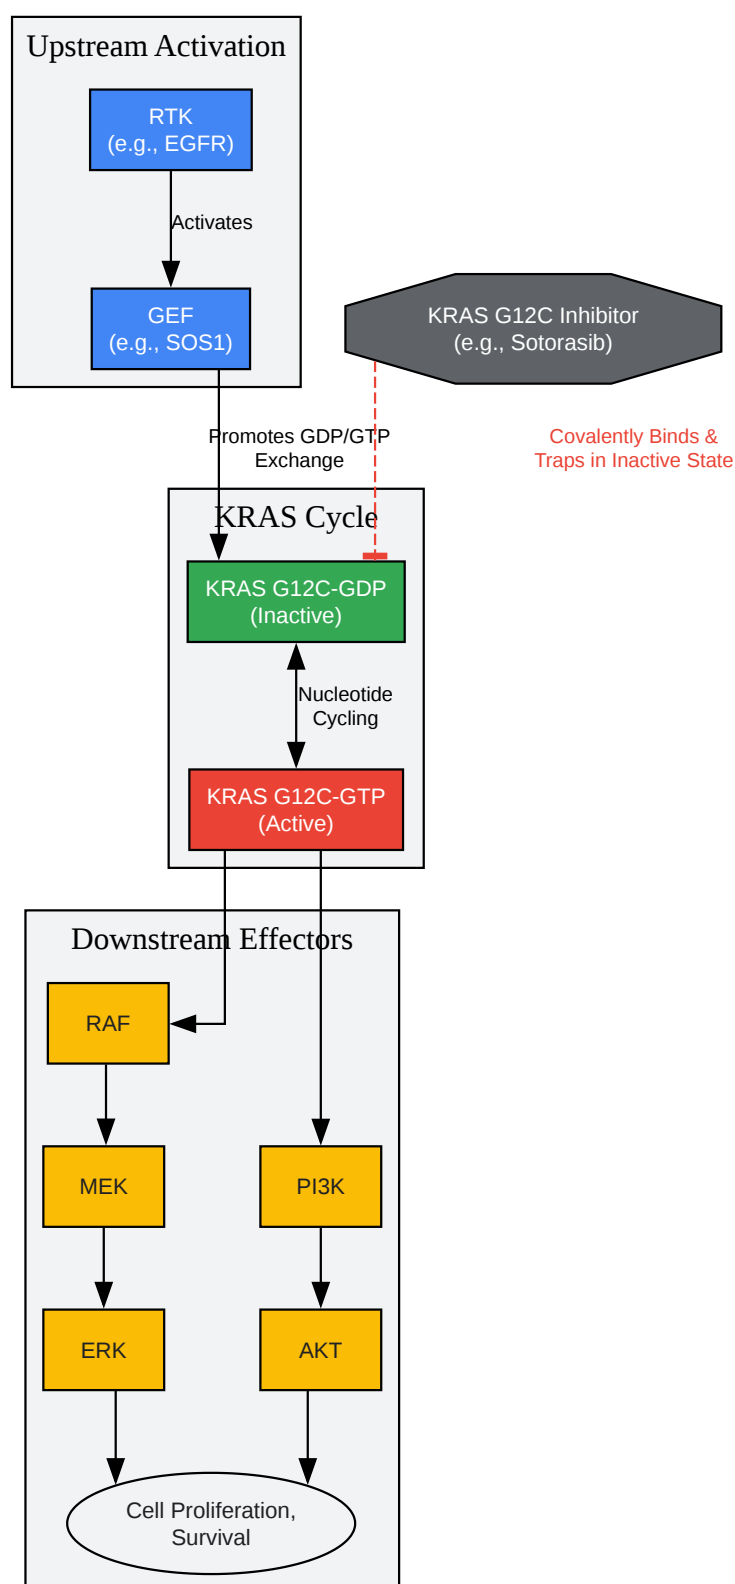 Upstream Activation
RTK
(e.g., EGFR)
Activates
GEF
(e.g., SOS1)
KRAS G12C Inhibitor
(e.g., Sotorasib)
Promotes GDP/GTP
Exchange
Covalently Binds &
Traps in Inactive State
KRAS Cycle
KRAS G12C-GDP
(Inactive)
Nucleotide
Cycling
KRAS G12C-GTP
(Active)
Downstream Effectors
RAF
MEK
PI3K
ERK
AKT
Cell Proliferation,
Survival